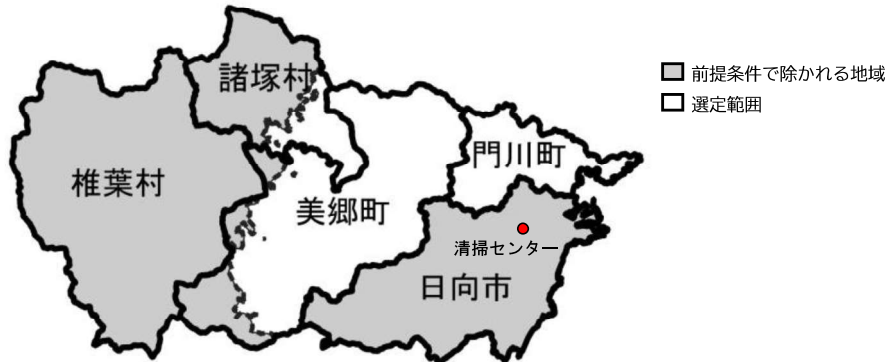 諸塚村
前提条件で除かれる地域
選定範囲
門川町
椎葉村
美郷町
清掃センター
日向市